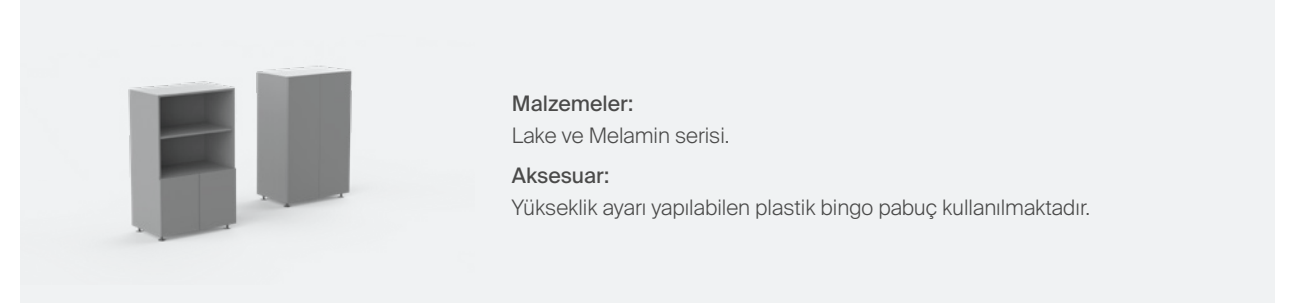 Malzemeler:
Lake ve Melamin serisi.
Aksesuar:
Yükseklik ayarı yapılabilen plastik bingo pabuç kullanılmaktadır.